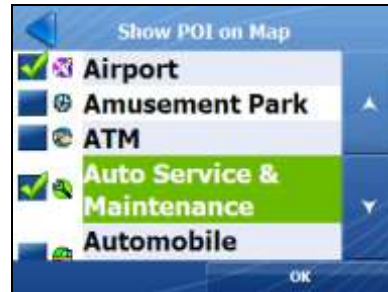 Show POI on Map
Airport
Amusement Park
ATM
Auto Service &
Maintenance
Automobile
OK